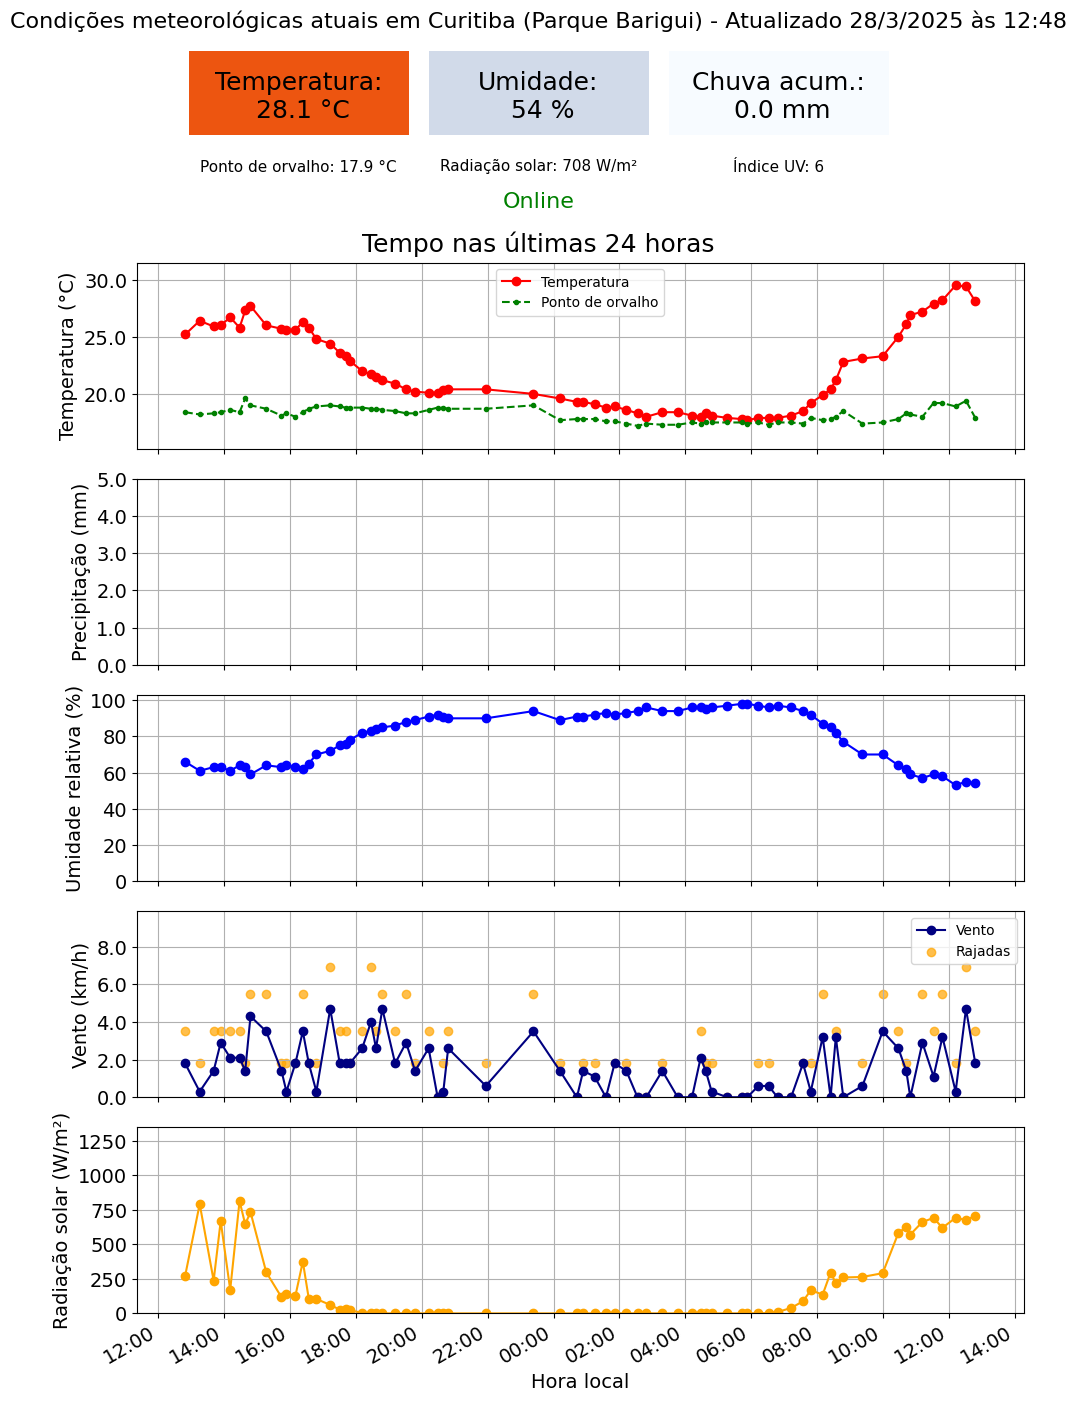 Condições meteorológicas atuais em Curitiba (Parque Barigui) - Atualizado 28/3/2025 às 12:48
Temperatura:
28.1 °C
Umidade:
54 %
Chuva acum.:
0.0 mm
Ponto de orvalho: 17.9 °C
Radiação solar: 708 W/m²
Índice UV: 6
Online
Tempo nas últimas 24 horas
Temperatura (°C)
30.0
25.0
20.0
Temperatura
Ponto de orvalho
Precipitação (mm)
5.0
4.0
3.0
2.0
1.0
0.0
Umidade relativa (%)
100
80
60
40
20
0
Vento (km/h)
8.0
6.0
4.0
2.0
0.0
Vento
Rajadas
Radiação solar (W/m²)
1250
1000
750
500
250
0
12:00
14:00
16:00
18:00
20:00
22:00
00:00
02:00
04:00
06:00
08:00
10:00
12:00
14:00
Hora local